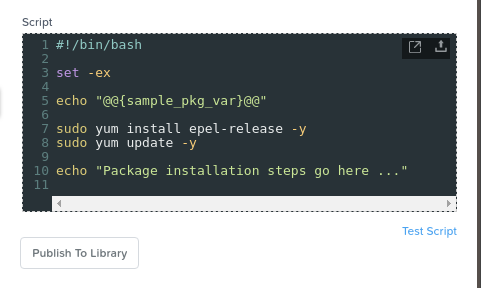 Script
1 #!/bin/bash
2
3 set -ex
4
5 echo "@@{sample_pkg_var}@@"
6
7 sudo yum install epel-release -y
8 sudo yum update -y
9
10 echo "Package installation steps go here ..."
11
Test Script
Publish To Library